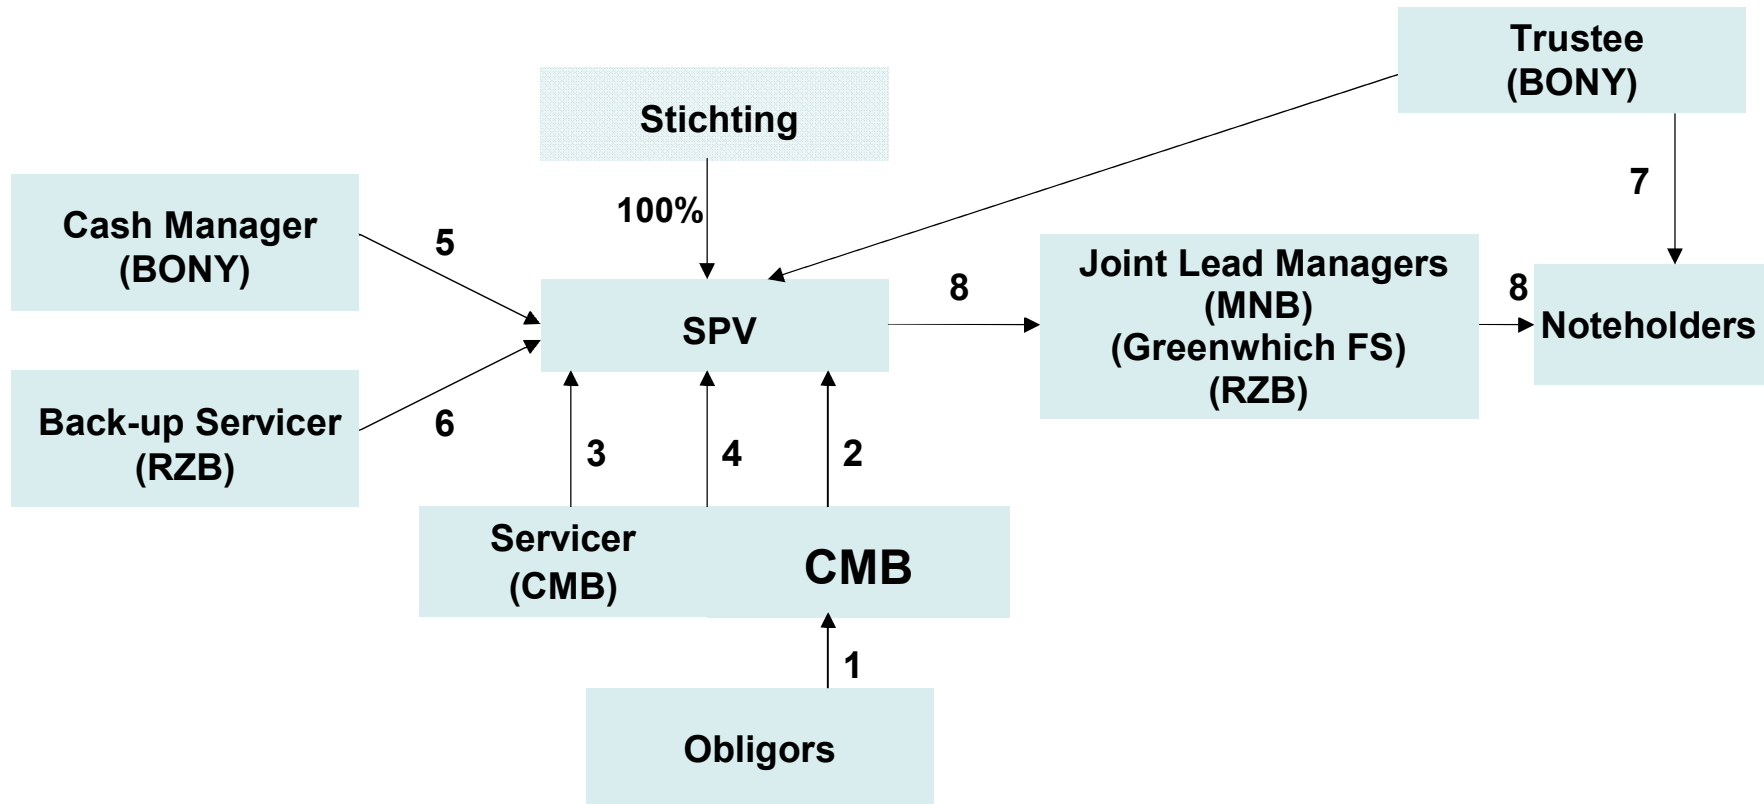 Trustee
(BONY)
Stichting
100%
7
Cash Manager
(BONY)
5
SPV
8
Joint Lead Managers
(MNB)
(Greenwhich FS)
(RZB)
8
Noteholders
Back-up Servicer
(RZB)
6
3
4
2
Servicer
(CMB)
CMB
1
Obligors